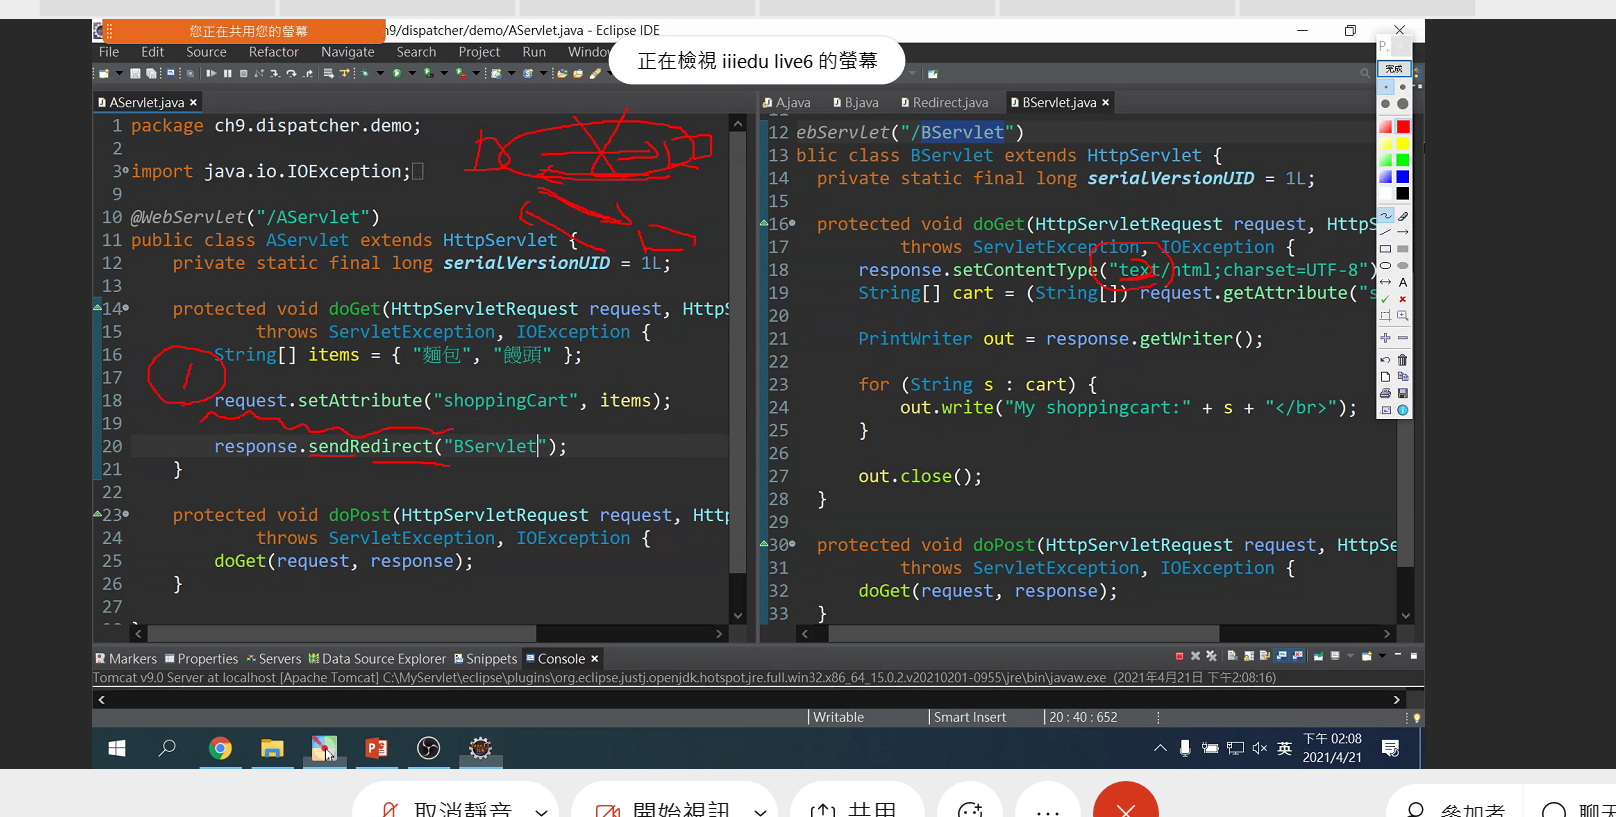 您正在共用您的螢幕
h9/dispatcher/demo/AServlet.java - Eclipse IDE
File Edit Source Refactor Navigate Search Project Run Window
正在檢視 iiiedu live6 的螢幕
P..
完成
AServlet.java
1 package ch9.dispatcher.demo;
2
3 import java.io.IOException;
9
10 @WebServlet("/AServlet")
11 public class AServlet extends HttpServlet {
12 private static final long serialVersionUID = 1L;
13
14 protected void doGet(HttpServletRequest request, HttpS
15 throws ServletException, IOException {
16 String[] items = { "麵包", "饅頭" };
17
18 request.setAttribute("shoppingCart", items);
19
20 response.sendRedirect("BServlet");
21 }
22
23 protected void doPost(HttpServletRequest request, Http
24 throws ServletException, IOException {
25 doGet(request, response);
26 }
27
A.java B.java Redirect.java BServlet.java
12 ebServlet("/BServlet")
13 blic class BServlet extends HttpServlet {
14 private static final long serialVersionUID = 1L;
15
16 protected void doGet(HttpServletRequest request, HttpS
17 throws ServletException, IOException {
18 response.setContentType("text/html;charset=UTF-8")
19 String[] cart = (String[]) request.getAttribute("s
20
21 PrintWriter out = response.getWriter();
22
23 for (String s : cart) {
24 out.write("My shoppingcart:" + s + "</br>");
25 }
26
27 out.close();
28 }
29
30 protected void doPost(HttpServletRequest request, HttpSe
31 throws ServletException, IOException {
32 doGet(request, response);
33 }
Markers Properties Servers Data Source Explorer Snippets Console
Tomcat v9.0 Server at localhost [Apache Tomcat] C:\MyServlet\eclipse\plugins\org.eclipse.justj.openjdk.hotspot.jre.full.win32.x86_64_15.0.2.v20210201-0955\jre\bin\javaw.exe (2021年4月21日 下午2:08:16)
Writable Smart Insert 20 : 40 : 652
英
下午 02:08
2021/4/21
取消靜音 開始視訊 共用 參加者 聊天